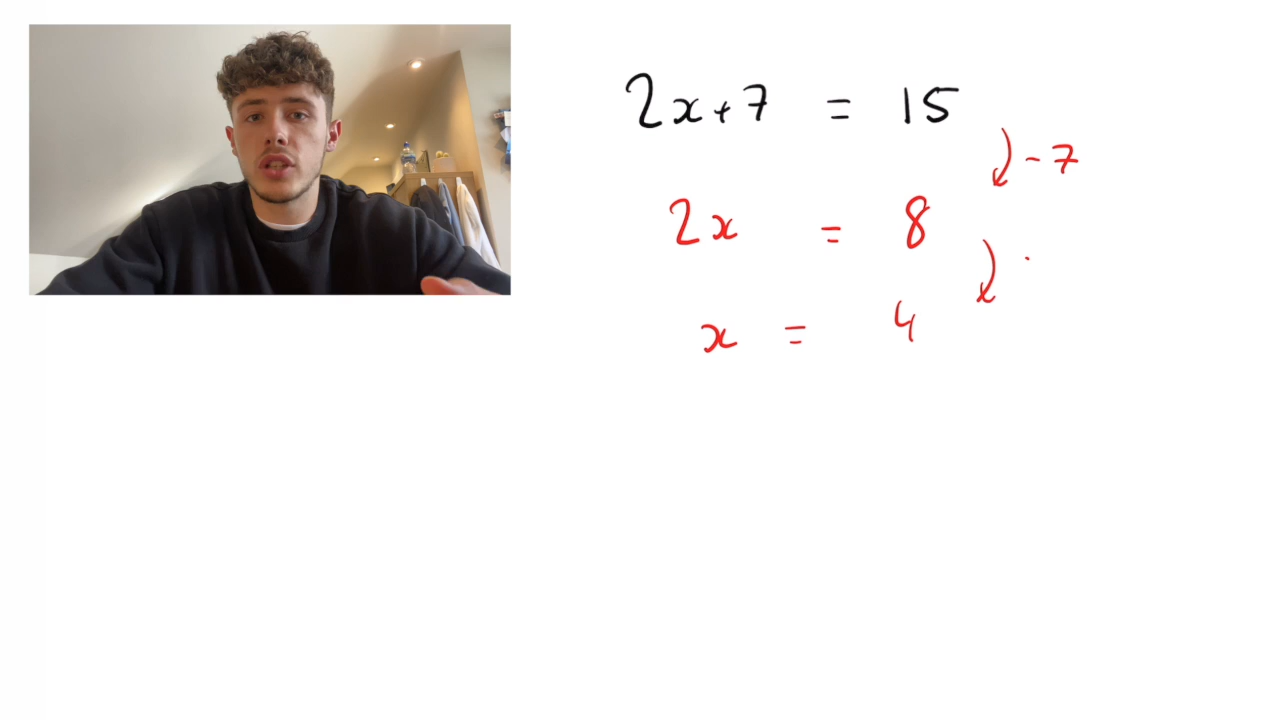 2x + 7 = 15
- 7
2x = 8
x = 4